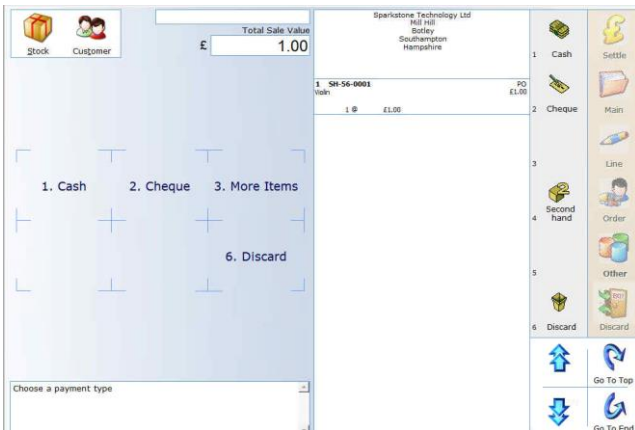 Stock
Customer
Total Sale Value
£ 1.00
1. Cash
2. Cheque
3. More Items
6. Discard
Choose a payment type
Sparkstone Technology Ltd
Mill Hill
Botley
Southampton
Hampshire
1 SH-56-0001 PO
Violin £1.00
1 @ £1.00
1 Cash
2 Cheque
3
Second
4 hand
5
6 Discard
Settle
Main
Line
Order
Other
EXIT
Discard
Go To Top
Go To End